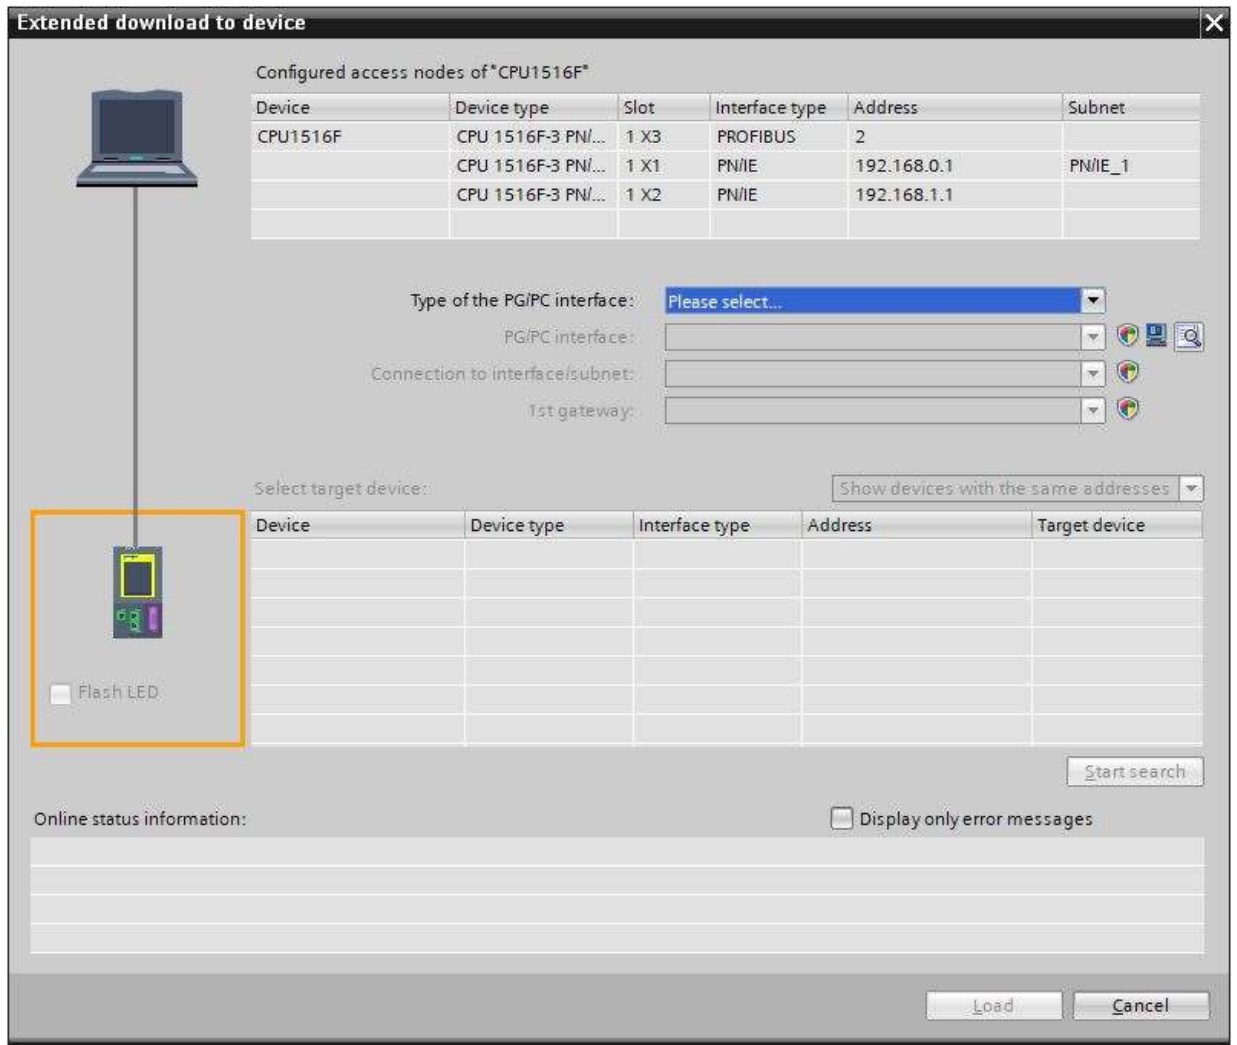 Extended download to device
Configured access nodes of "CPU1516F"
Device Device type Slot Interface type Address Subnet
CPU1516F CPU 1516F-3 PN/... 1 X3 PROFIBUS 2
CPU 1516F-3 PN/... 1 X1 PN/IE 192.168.0.1 PN/IE_1
CPU 1516F-3 PN/... 1 X2 PN/IE 192.168.1.1
Type of the PG/PC interface: Please select...
PG/PC interface:
Connection to interface/subnet:
1st gateway:
Select target device: Show devices with the same addresses
Device Device type Interface type Address Target device
Flash LED
Start search
Online status information: Display only error messages
Load Cancel